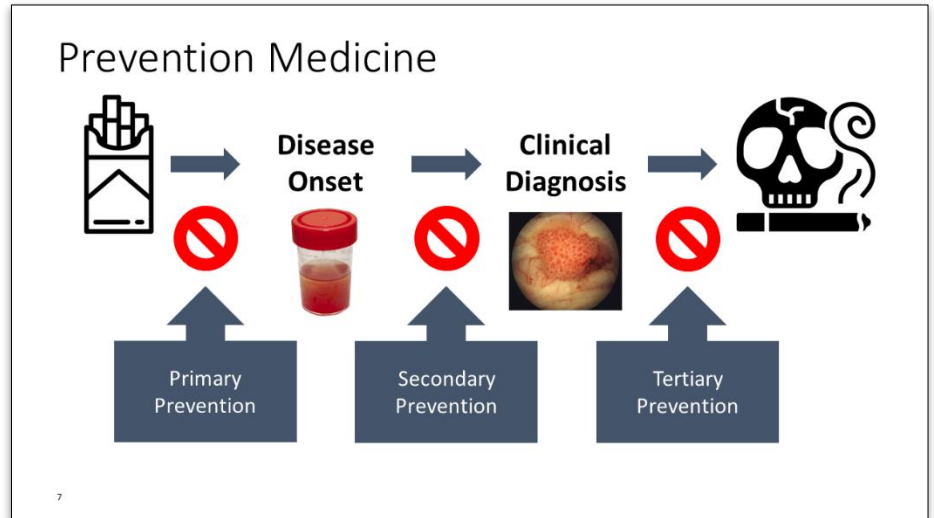 Prevention Medicine
Disease
Onset
Clinical
Diagnosis
Primary
Prevention
Secondary
Prevention
Tertiary
Prevention
7